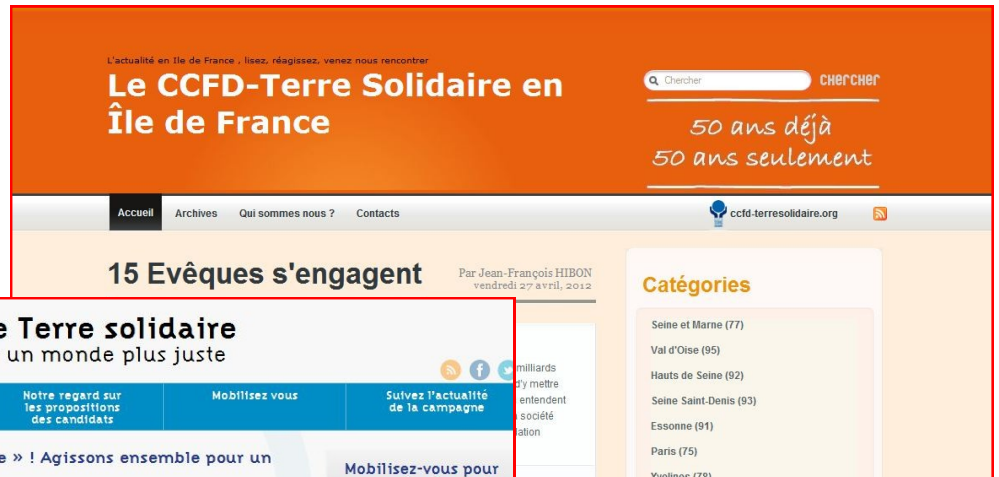 L'actualité en Ile de France , lisez, réagissez, venez nous rencontrer
Le CCFD-Terre Solidaire en
Île de France
Chercher
CHERCHER
50 ans déjà
50 ans seulement
Accueil
Archives
Qui sommes nous ?
Contacts
ccfd-terresolidaire.org
15 Evêques s'engagent
Par Jean-François HIBON
vendredi 27 avril, 2012
milliards
d'y mettre
entendent
société
Catégories
Seine et Marne (77)
Val d'Oise (95)
Hauts de Seine (92)
Seine Saint-Denis (93)
Essonne (91)
Paris (75)
Yvelines (78)
e Terre solidaire
un monde plus juste
Notre regard sur
les propositions
des candidats
Mobilisez vous
Suivez l'actualité
de la campagne
e » ! Agissons ensemble pour un
Mobilisez-vous pour